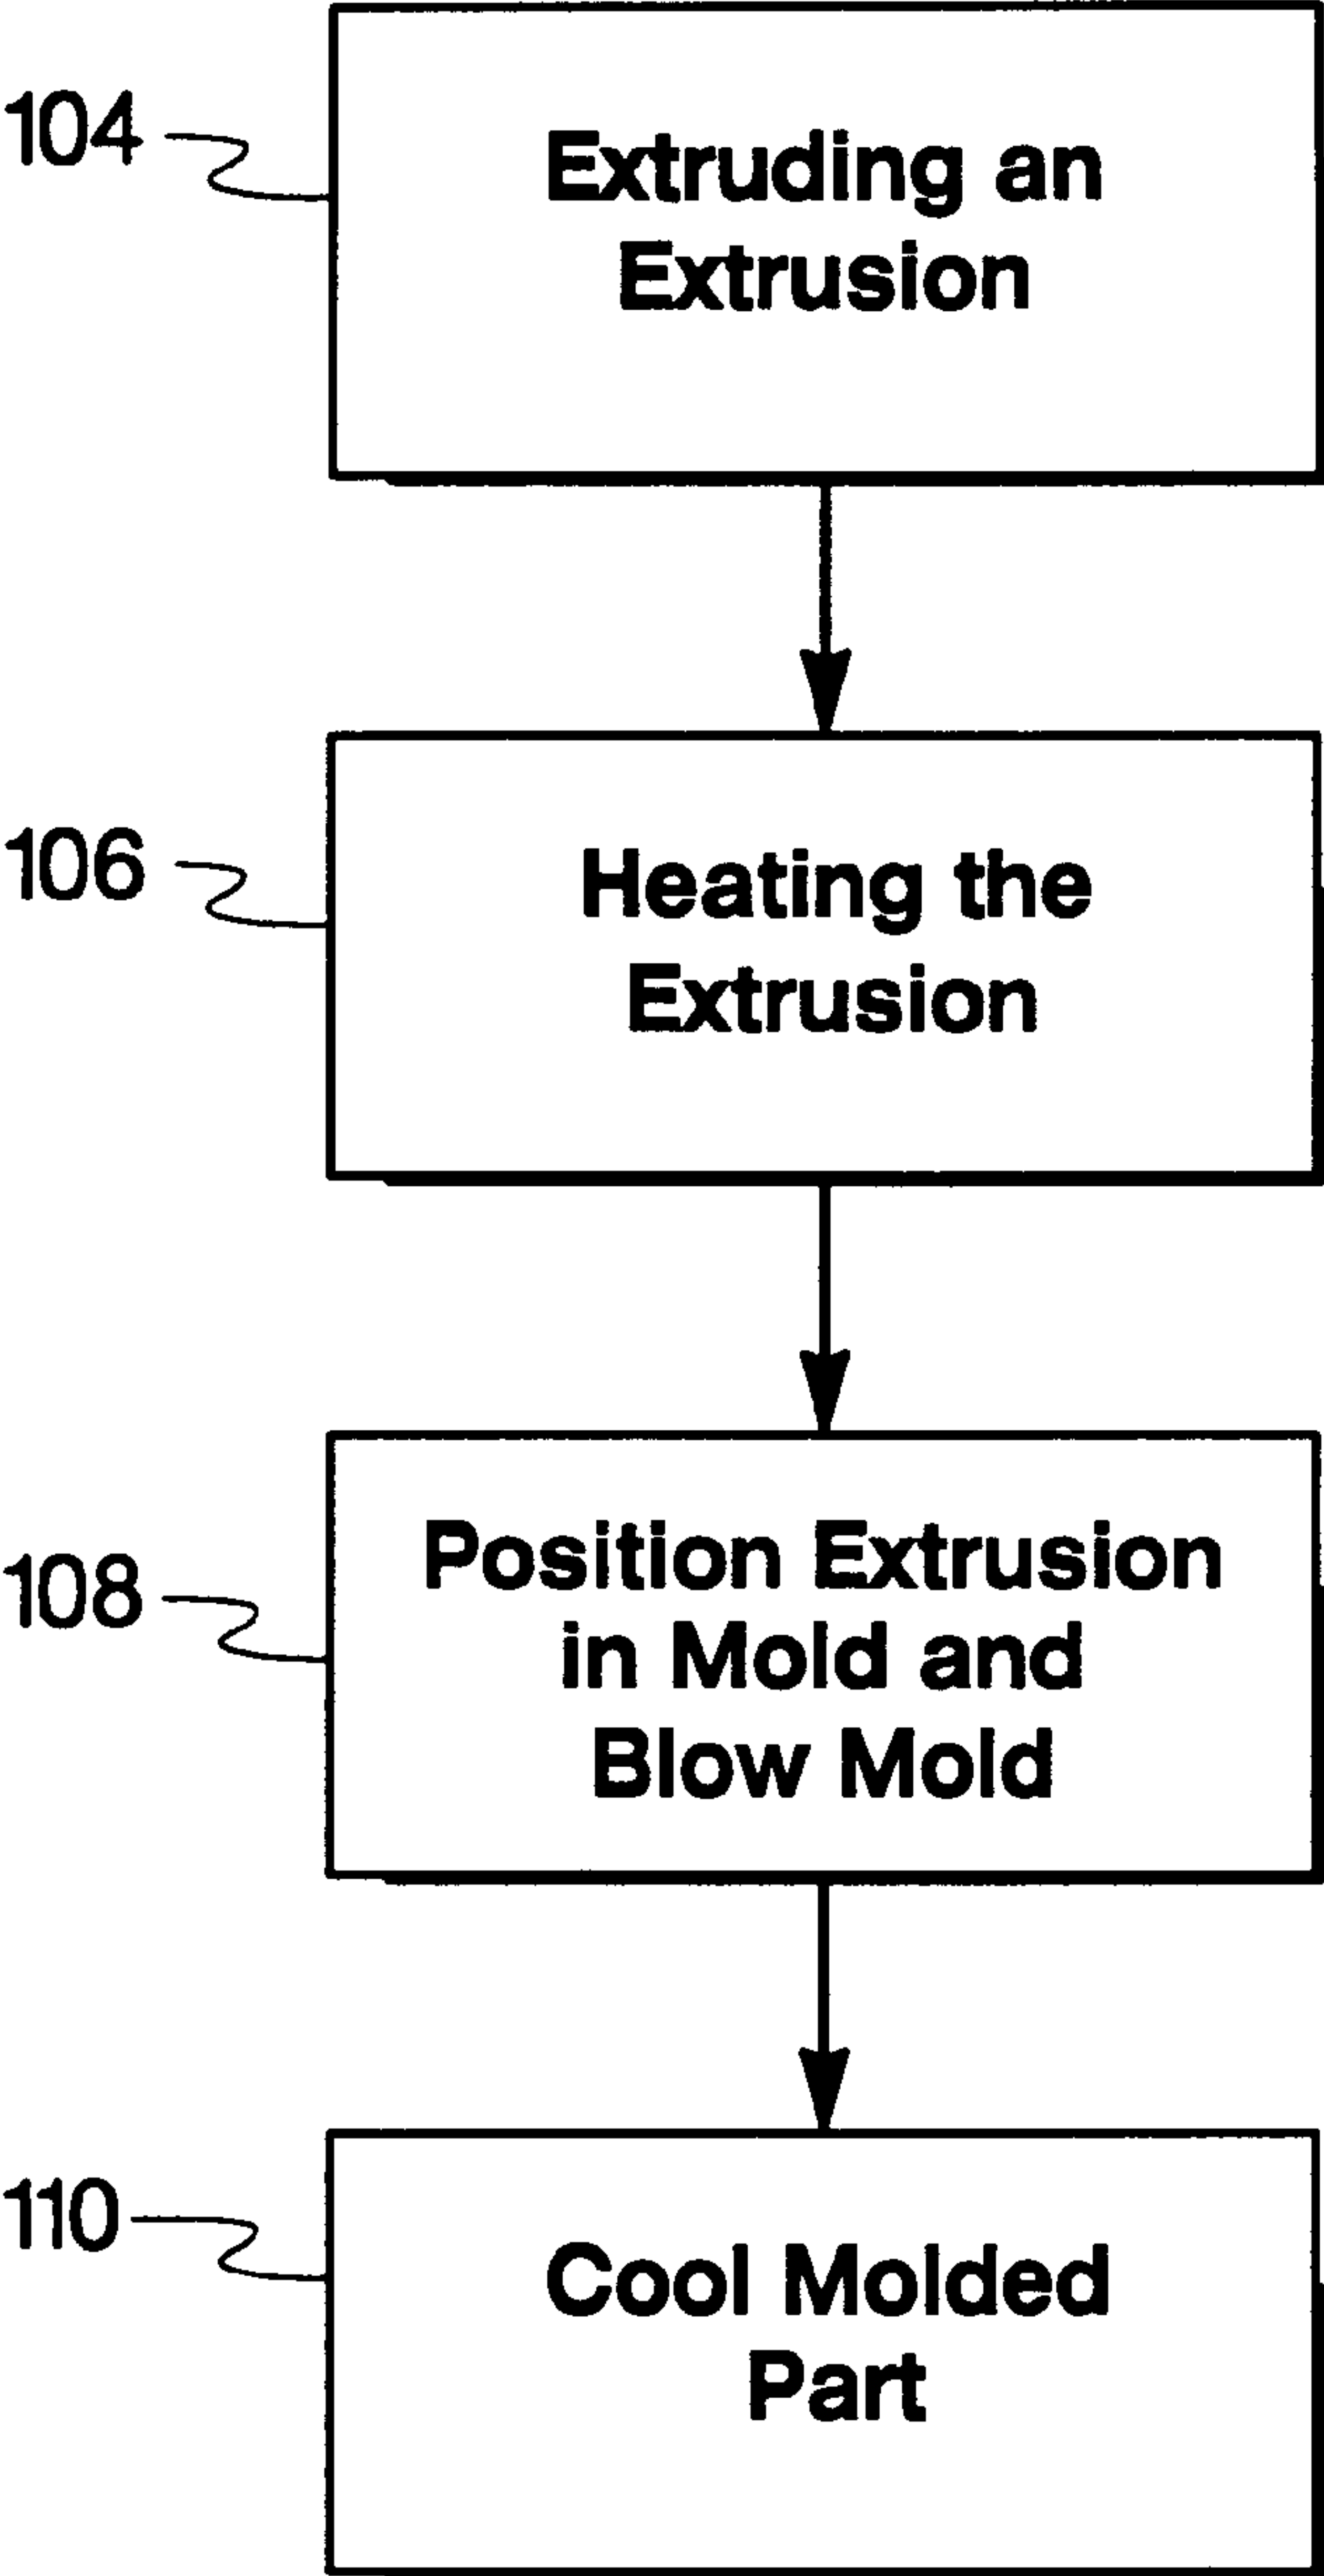 104
Extruding an
Extrusion
106
Heating the
Extrusion
108
Position Extrusion
in Mold and
Blow Mold
110
Cool Molded
Part